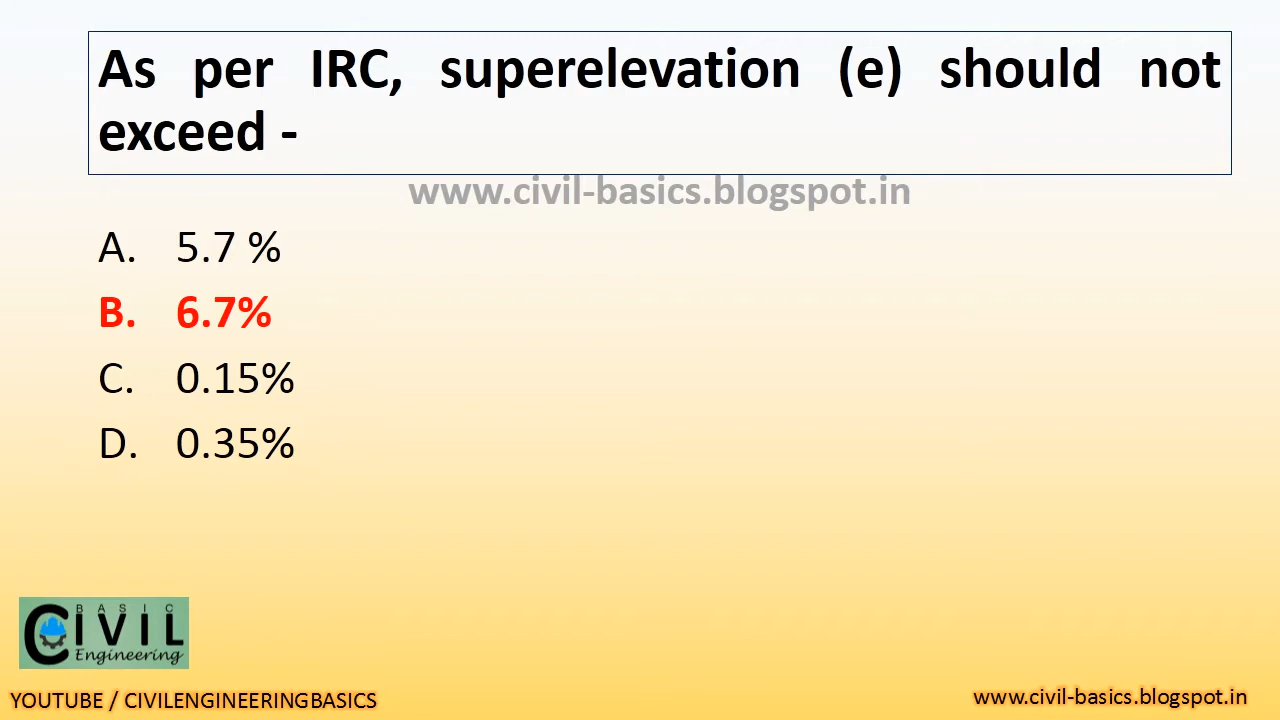 As per IRC, superelevation (e) should not
exceed -
www.civil-basics.blogspot.in
A. 5.7 %
B. 6.7%
C. 0.15%
D. 0.35%
BASIC
CIVIL
Engineering
YOUTUBE / CIVILENGINEERINGBASICS
www.civil-basics.blogspot.in